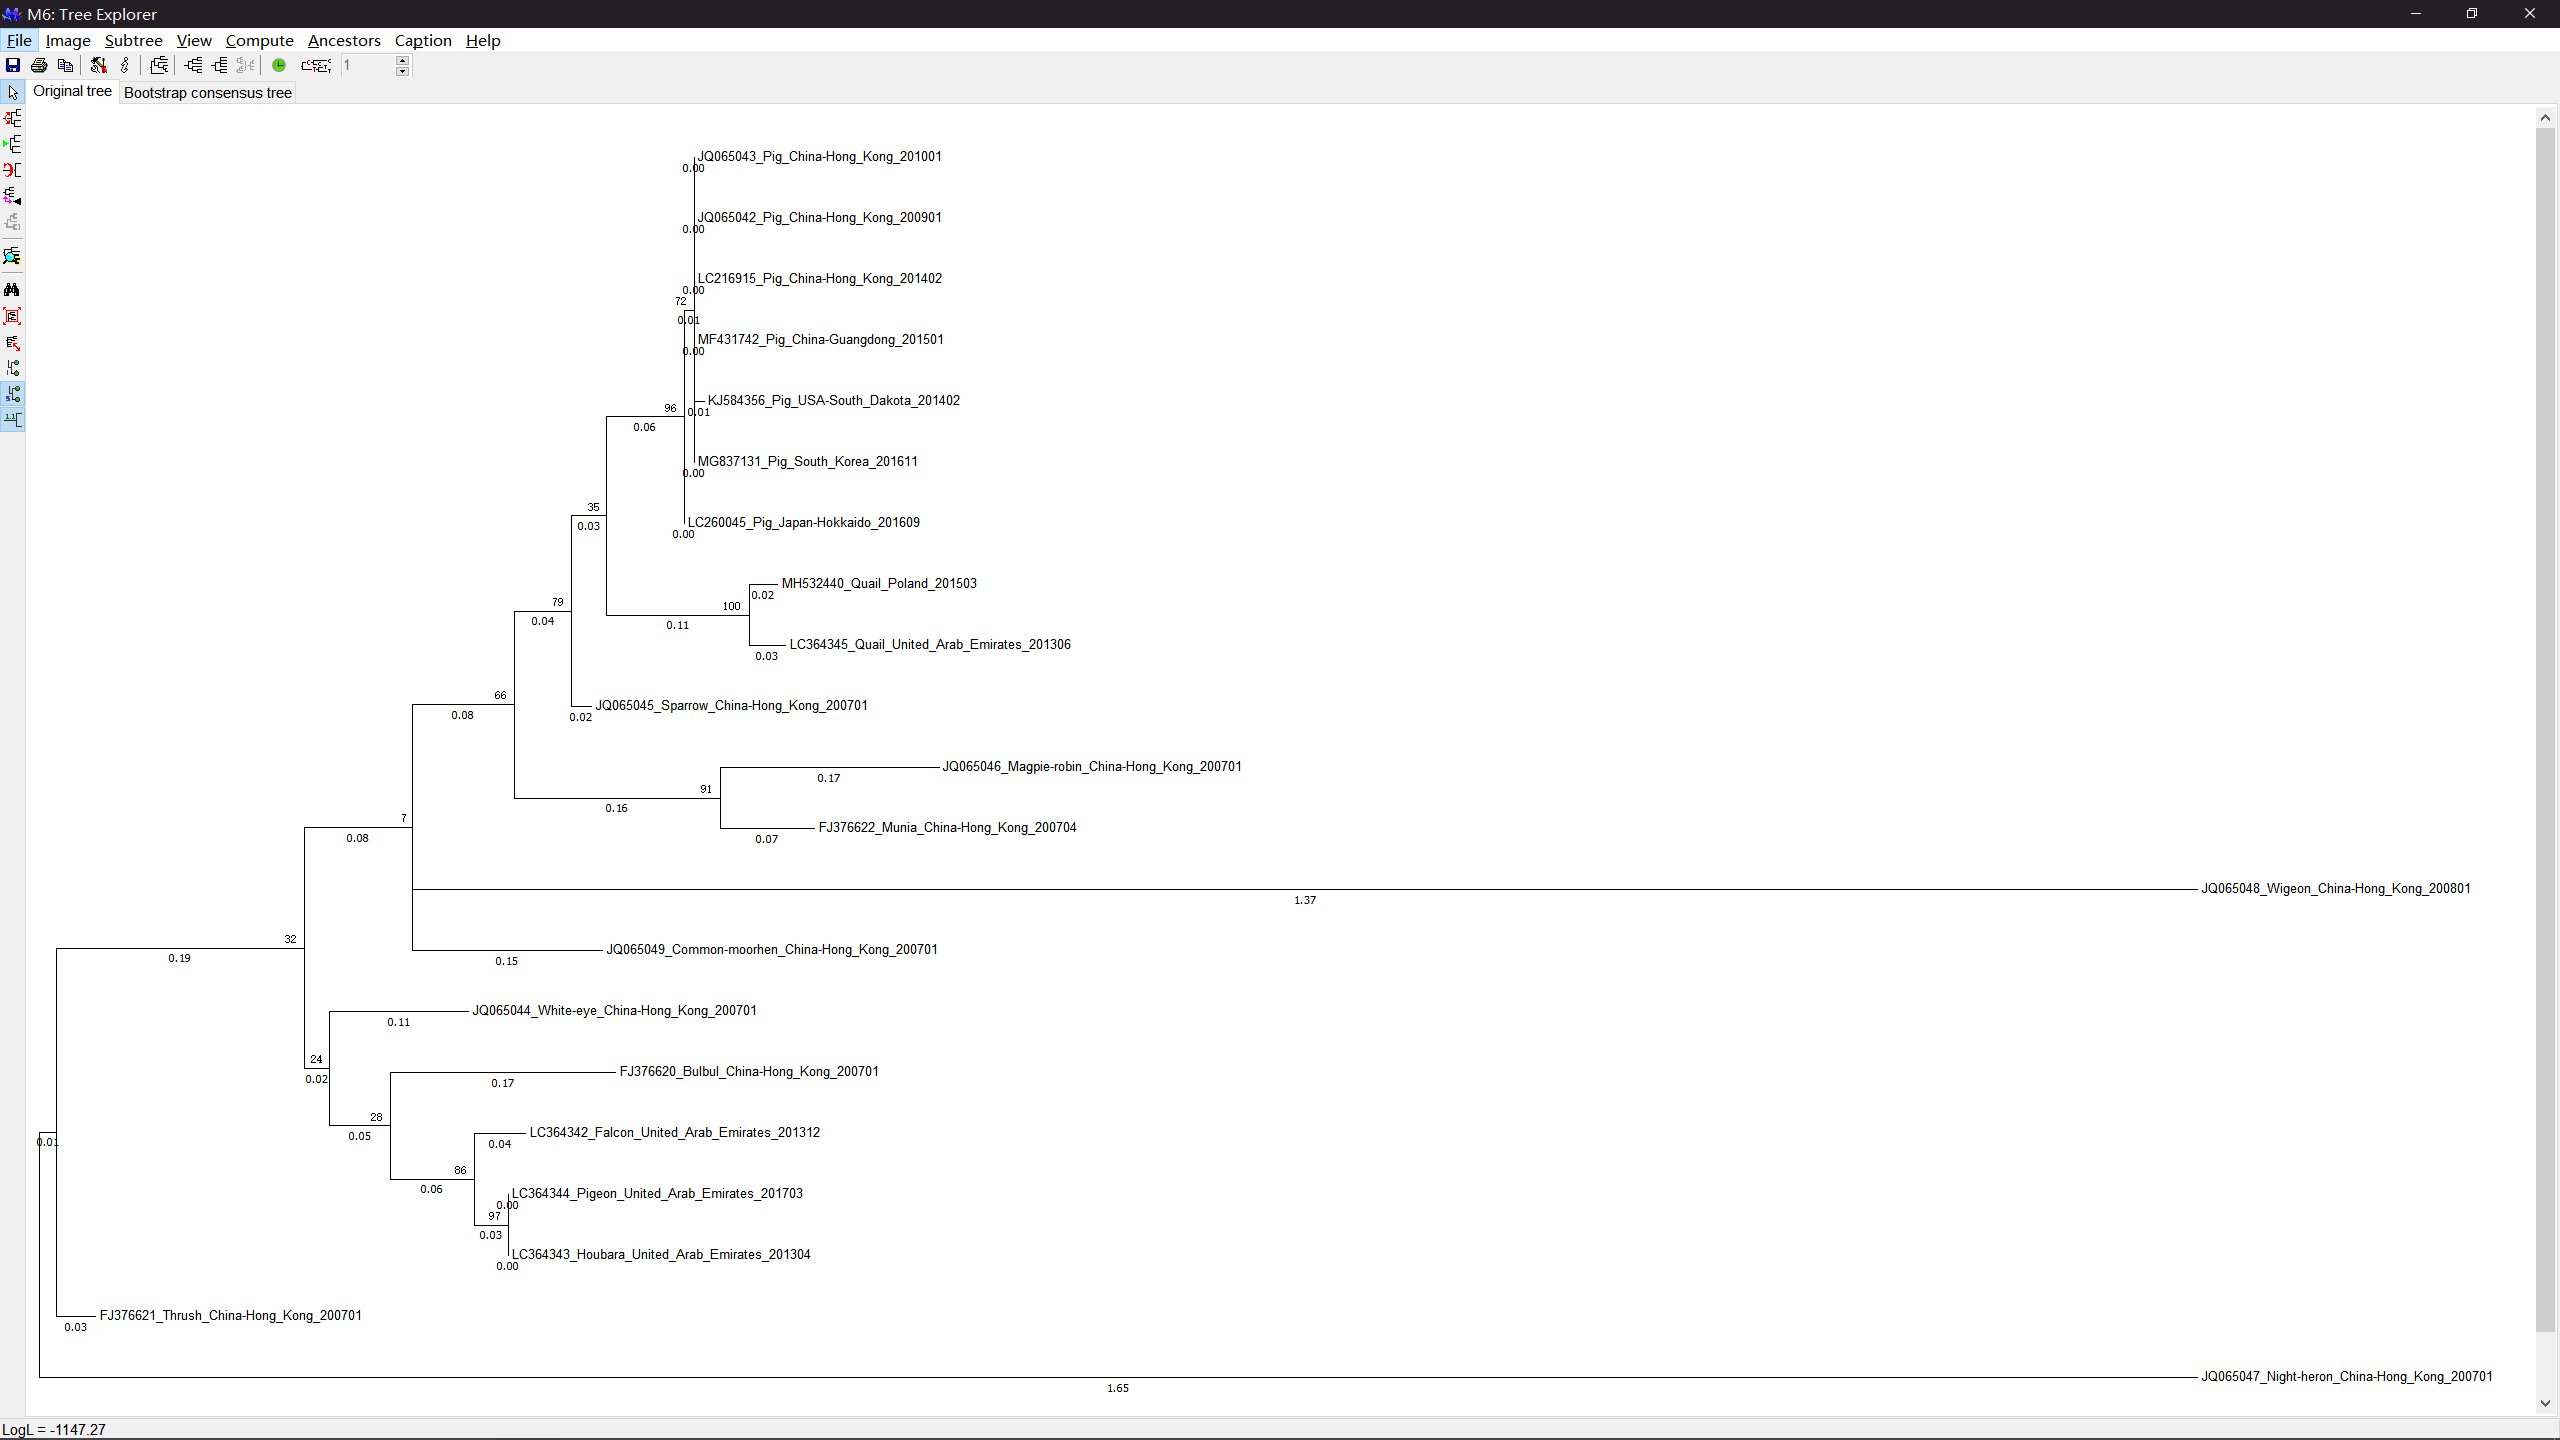 M6: Tree Explorer
File Image Subtree View Compute Ancestors Caption Help
1
Original tree Bootstrap consensus tree
JQ065043_Pig_China-Hong_Kong_201001
0.00
JQ065042_Pig_China-Hong_Kong_200901
0.00
LC216915_Pig_China-Hong_Kong_201402
0.00
72
0.01
MF431742_Pig_China-Guangdong_201501
0.00
KJ584356_Pig_USA-South_Dakota_201402
96
0.01
0.06
MG837131_Pig_South_Korea_201611
0.00
35
LC260045_Pig_Japan-Hokkaido_201609
0.03
0.00
MH532440_Quail_Poland_201503
0.02
79
100
0.04
0.11
LC364345_Quail_United_Arab_Emirates_201306
0.03
66
JQ065045_Sparrow_China-Hong_Kong_200701
0.08
0.02
JQ065046_Magpie-robin_China-Hong_Kong_200701
0.17
91
0.16
7
FJ376622_Munia_China-Hong_Kong_200704
0.08
0.07
JQ065048_Wigeon_China-Hong_Kong_200801
1.37
32
JQ065049_Common-moorhen_China-Hong_Kong_200701
0.19
0.15
JQ065044_White-eye_China-Hong_Kong_200701
0.11
24
FJ376620_Bulbul_China-Hong_Kong_200701
0.02
0.17
28
LC364342_Falcon_United_Arab_Emirates_201312
0.05
0.01
0.04
86
0.06
LC364344_Pigeon_United_Arab_Emirates_201703
0.00
97
0.03
LC364343_Houbara_United_Arab_Emirates_201304
0.00
FJ376621_Thrush_China-Hong_Kong_200701
0.03
JQ065047_Night-heron_China-Hong_Kong_200701
1.65
LogL = -1147.27